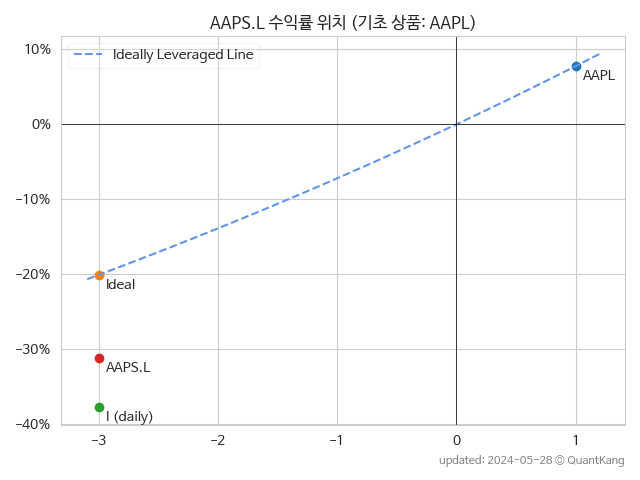 AAPS.L 수익률 위치 (기초 상품: AAPL)
10%
Ideally Leveraged Line
AAPL
0%
-10%
-20%
Ideal
-30%
AAPS.L
I (daily)
-40%
-3
-2
-1
0
1
updated: 2024-05-28 © QuantKang